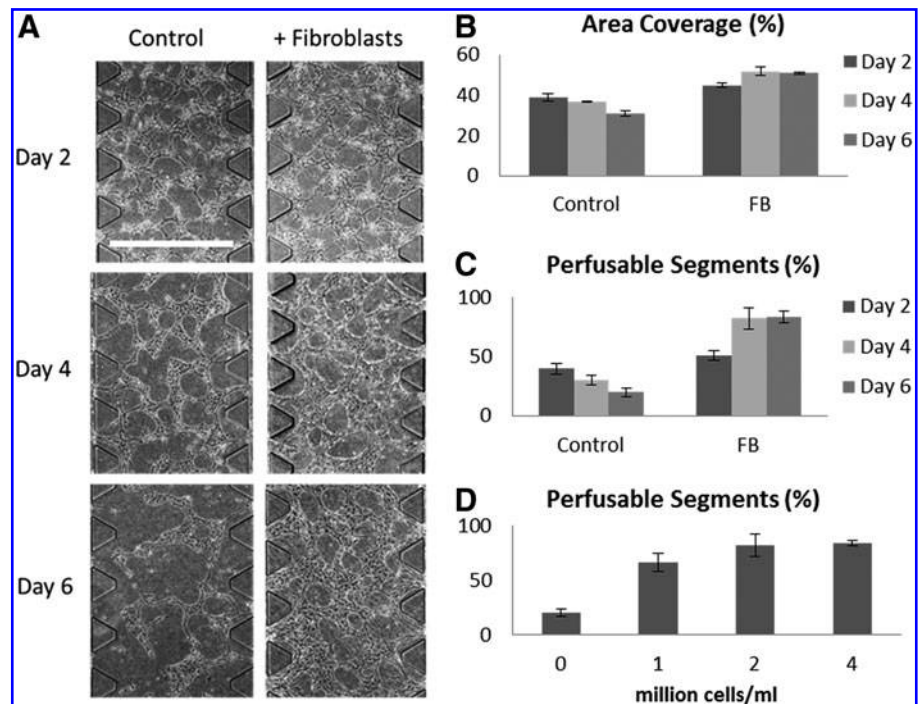 A
Control
+ Fibroblasts
Day 2
Day 4
Day 6
B
Area Coverage (%)
60
40
20
0
Control
FB
Day 2
Day 4
Day 6
C
Perfusable Segments (%)
100
50
0
Control
FB
Day 2
Day 4
Day 6
D
Perfusable Segments (%)
100
50
0
0
1
2
4
million cells/ml